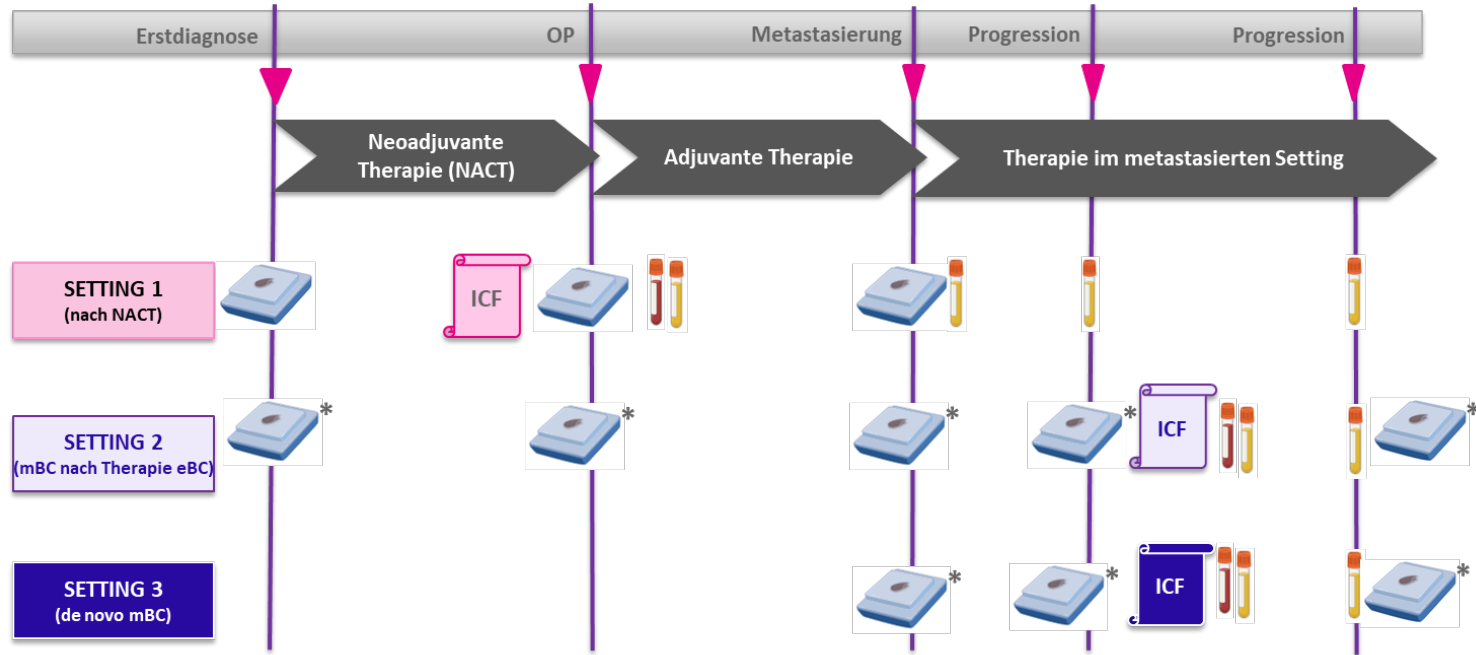 Erstdiagnose
OP
Metastasierung
Progression
Progression
Neoadjuvante
Therapie (NACT)
Adjuvante Therapie
Therapie im metastasierten Setting
SETTING 1
(nach NACT)
ICF
SETTING 2
(mBC nach Therapie eBC)
*
*
*
ICF
*
SETTING 3
(de novo mBC)
*
ICF
*